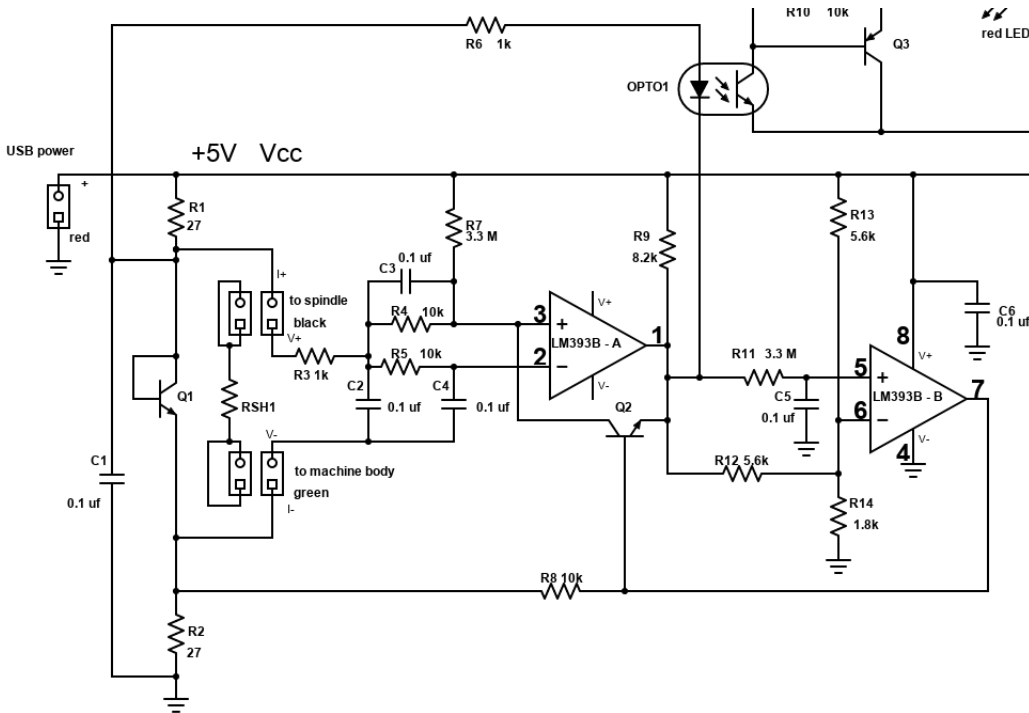 R10 10k
red LED
R6 1k
Q3
OPTO1
USB power
+5V Vcc
+
R1
27
red
R7
3.3 M
R13
5.6k
R9
8.2k
0.1 uf
C3
I+
to spindle
black
V+
R4 10k
3
+
V+
LM393B - A
1
2
−
V-
R5 10k
R3 1k
C2
C4
0.1 uf
0.1 uf
C6
0.1 uf
8
V+
R11 3.3 M
5
+
LM393B - B
7
C5
0.1 uf
6
−
V-
4
Q1
RSH1
Q2
V-
to machine body
green
I-
C1
0.1 uf
R12 5.6k
R14
1.8k
R8 10k
R2
27